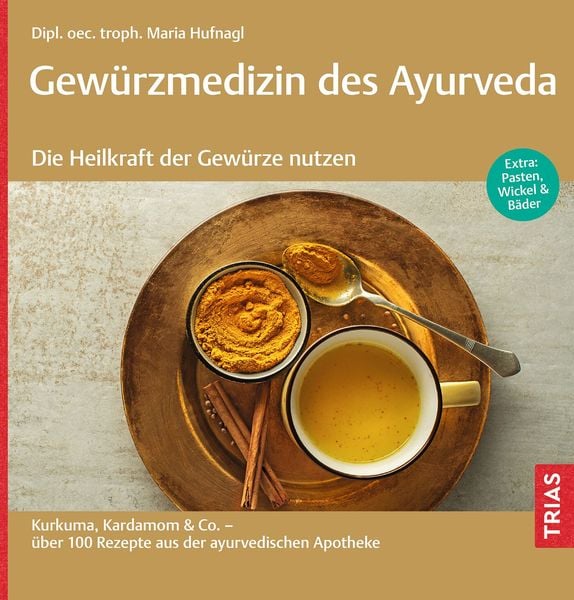 Dipl. oec. troph. Maria Hufnagl
Gewürzmedizin des Ayurveda
Die Heilkraft der Gewürze nutzen
Extra:
Pasten,
Wickel &
Bäder
Kurkuma, Kardamom & Co. –
über 100 Rezepte aus der ayurvedischen Apotheke
TRIAS